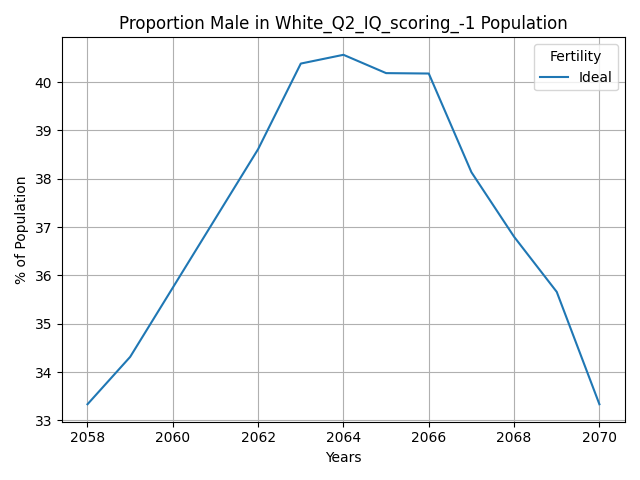 Proportion Male in White_Q2_IQ_scoring_-1 Population
Fertility
Ideal
% of Population
40
39
38
37
36
35
34
33
2058 2060 2062 2064 2066 2068 2070
Years